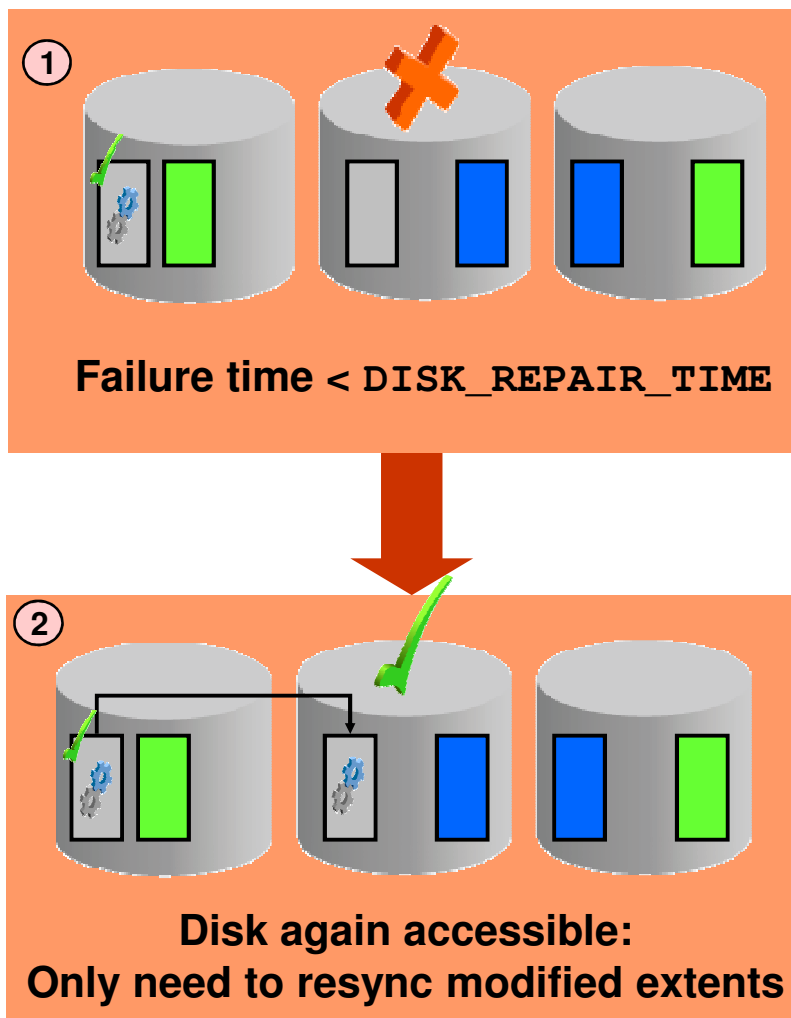 1
Failure time < DISK_REPAIR_TIME
2
Disk again accessible:
Only need to resync modified extents